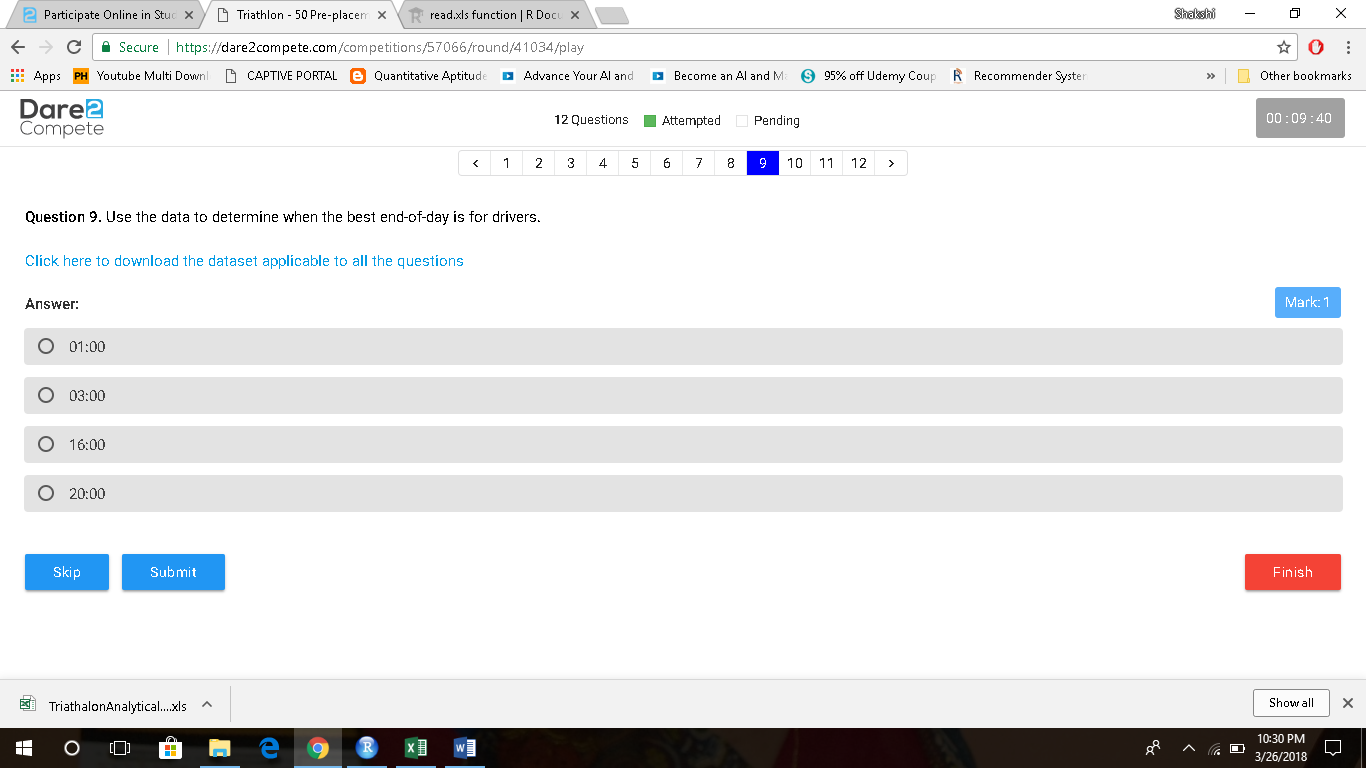 Participate Online in Stuc
Triathlon - 50 Pre-placem
read.xls function | R Docu
Shakshi
Secure
https://dare2compete.com/competitions/57066/round/41034/play
Apps
PH
Youtube Multi Downl
CAPTIVE PORTAL
Quantitative Aptitude
Advance Your AI and
Become an AI and M
95% off Udemy Coup
Recommender System
»
Other bookmarks
Dare2
Compete
12 Questions
Attempted
Pending
00 : 09 : 40
< 1 2 3 4 5 6 7 8 9 10 11 12 >
Question 9. Use the data to determine when the best end-of-day is for drivers.
Click here to download the dataset applicable to all the questions
Answer:
Mark: 1
01:00
03:00
16:00
20:00
Skip
Submit
Finish
TriathalonAnalytical....xls
Show all
10:30 PM
3/26/2018